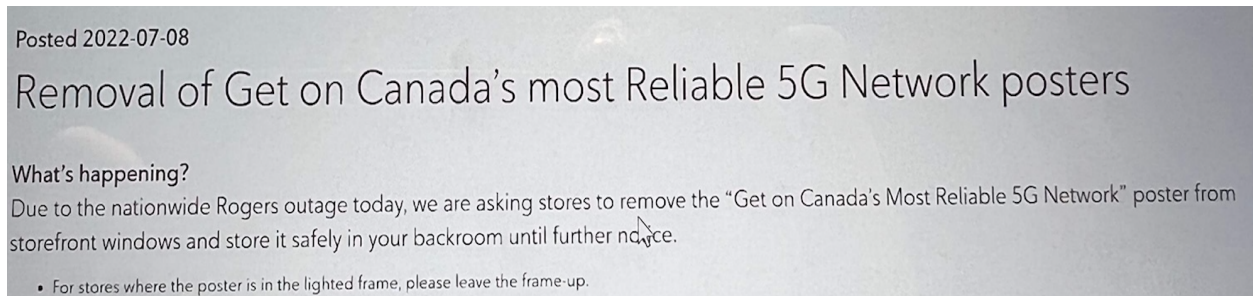 Posted 2022-07-08
Removal of Get on Canada's most Reliable 5G Network posters
What's happening?
Due to the nationwide Rogers outage today, we are asking stores to remove the “Get on Canada's Most Reliable 5G Network” poster from
storefront windows and store it safely in your backroom until further notice.
• For stores where the poster is in the lighted frame, please leave the frame-up.